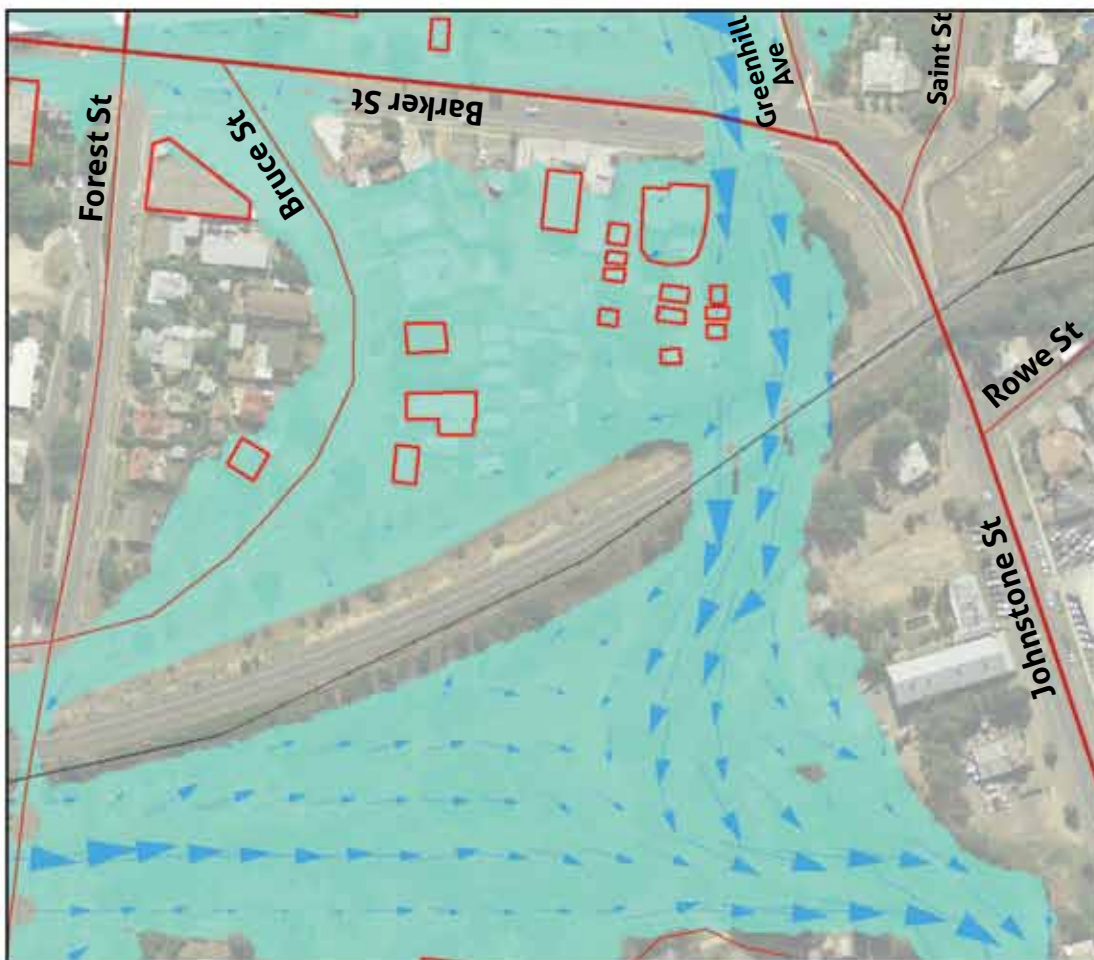 Greenhill
Ave
Saint St
Barker St
Forest St
Bruce St
Rowe St
Johnstone St